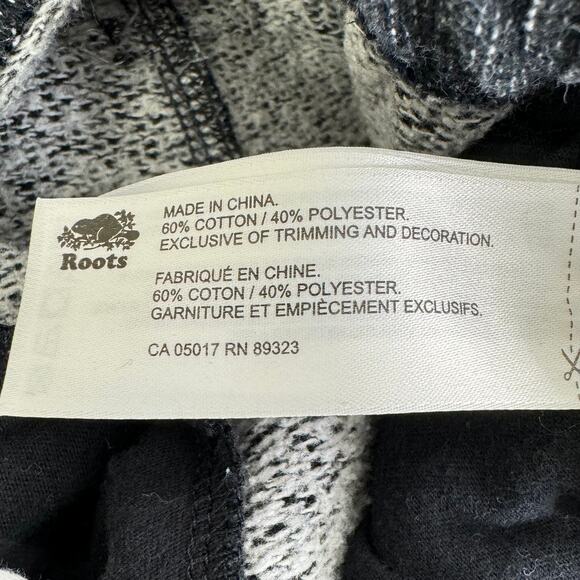 Roots
MADE IN CHINA.
60% COTTON / 40% POLYESTER.
EXCLUSIVE OF TRIMMING AND DECORATION.
FABRIQUÉ EN CHINE.
60% COTON / 40% POLYESTER.
GARNITURE ET EMPIÈCEMENT EXCLUSIFS.
CA 05017 RN 89323